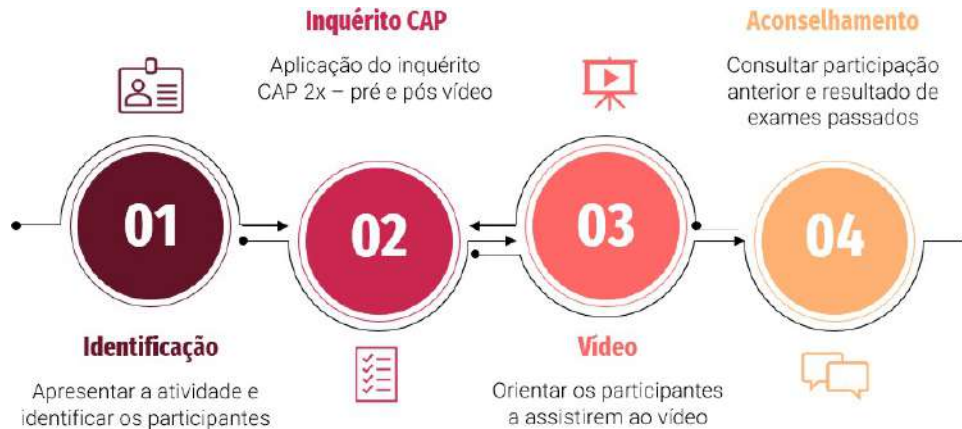 01
Identificação
Apresentar a atividade e
identificar os participantes
Inquérito CAP
Aplicação do inquérito
CAP 2x – pré e pós vídeo
02
03
Vídeo
Orientar os participantes
a assistirem ao vídeo
Aconselhamento
Consultar participação
anterior e resultado de
exames passados
04